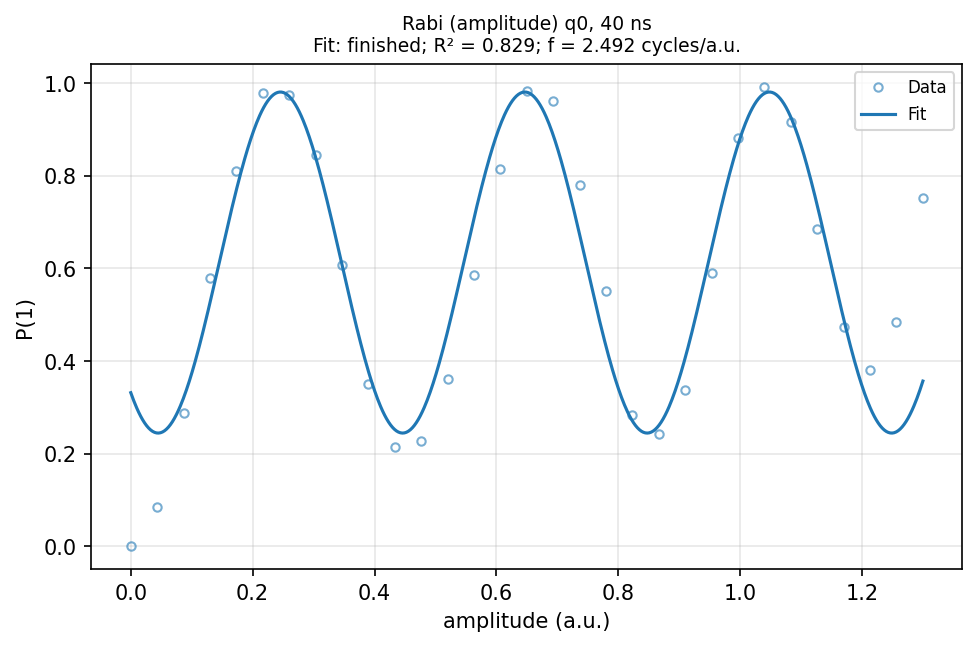 Rabi (amplitude) q0, 40 ns
Fit: finished; R² = 0.829; f = 2.492 cycles/a.u.
Data
Fit
P(1)
1.0
0.8
0.6
0.4
0.2
0.0
0.0 0.2 0.4 0.6 0.8 1.0 1.2
amplitude (a.u.)